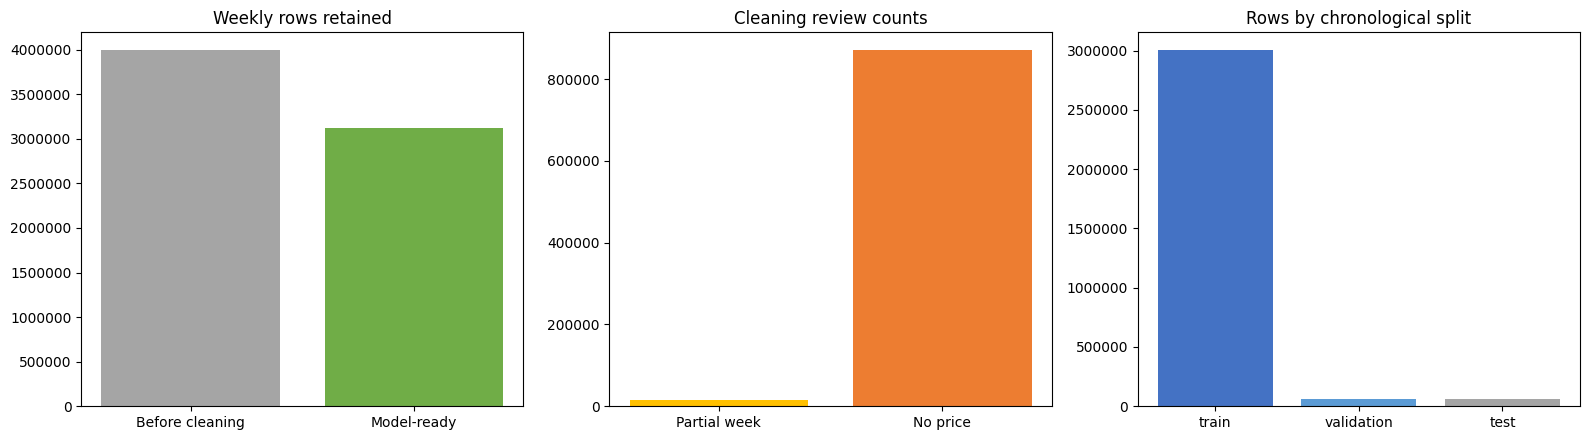 Weekly rows retained
4000000
3500000
3000000
2500000
2000000
1500000
1000000
500000
0
Before cleaning
Model-ready
Cleaning review counts
800000
600000
400000
200000
0
Partial week
No price
Rows by chronological split
3000000
2500000
2000000
1500000
1000000
500000
0
train
validation
test